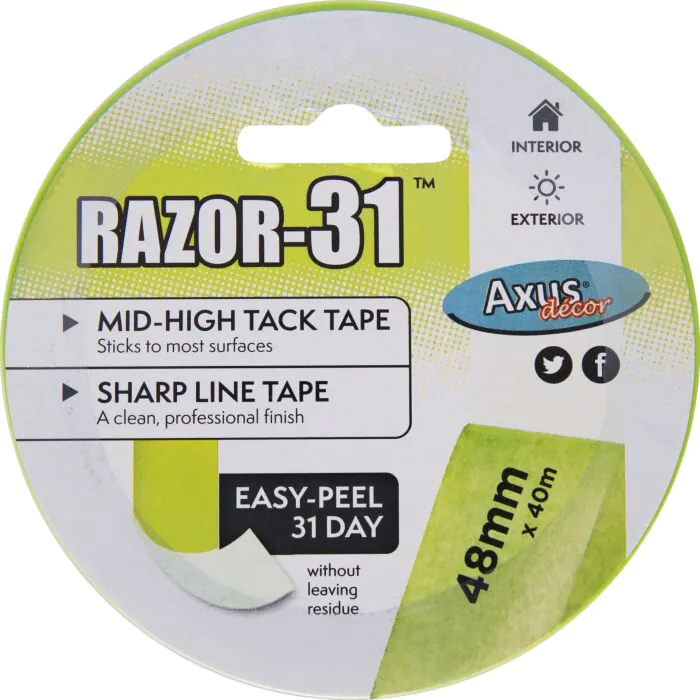 INTERIOR
EXTERIOR
RAZOR-31™
Axus®
décor
MID-HIGH TACK TAPE
Sticks to most surfaces
SHARP LINE TAPE
A clean, professional finish
EASY-PEEL
31 DAY
without
leaving
residue
48mm
x 40m